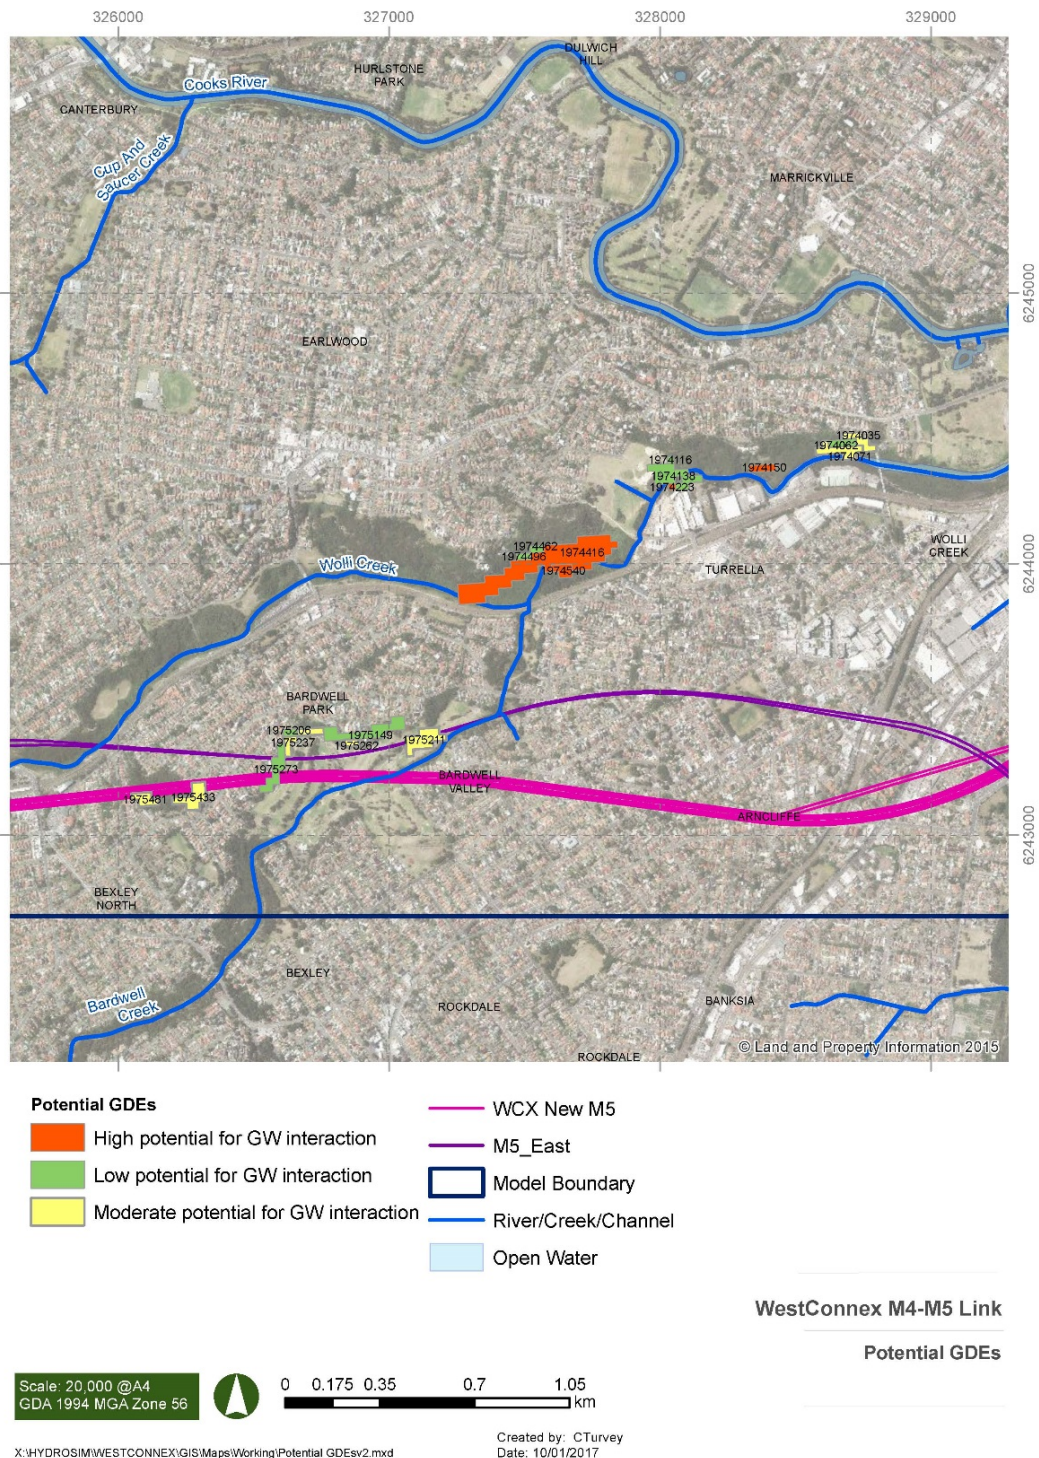 326000
327000
328000
329000
DULWICH
HILL
HURLSTONE
PARK
Cooks River
CANTERBURY
Cup And
Saucer Creek
MARRICKVILLE
6245000
EARLWOOD
1974035
1974062
1974071
1974116
1974150
1974138
1974223
1974462
1974416
1974496
1974540
WOLLI
CREEK
6244000
Wolli Creek
TURRELLA
BARDWELL
PARK
1975206
1975149
1975237
1975262
1975211
1975273
BARDWELL
VALLEY
1975481
1975433
ARNCLIFFE
6243000
BEXLEY
NORTH
BEXLEY
Bardwell
Creek
ROCKDALE
BANKSIA
ROCKDALE
© Land and Property Information 2015
Potential GDEs
High potential for GW interaction
Low potential for GW interaction
Moderate potential for GW interaction
WCX New M5
M5_East
Model Boundary
River/Creek/Channel
Open Water
WestConnex M4-M5 Link
Potential GDEs
Scale: 20,000 @A4
GDA 1994 MGA Zone 56
0 0.175 0.35 0.7 1.05
km
Created by: CTurvey
X:\HYDROSIM\WESTCONNEX\GIS\Maps\Working\Potential GDEsv2.mxd
Date: 10/01/2017